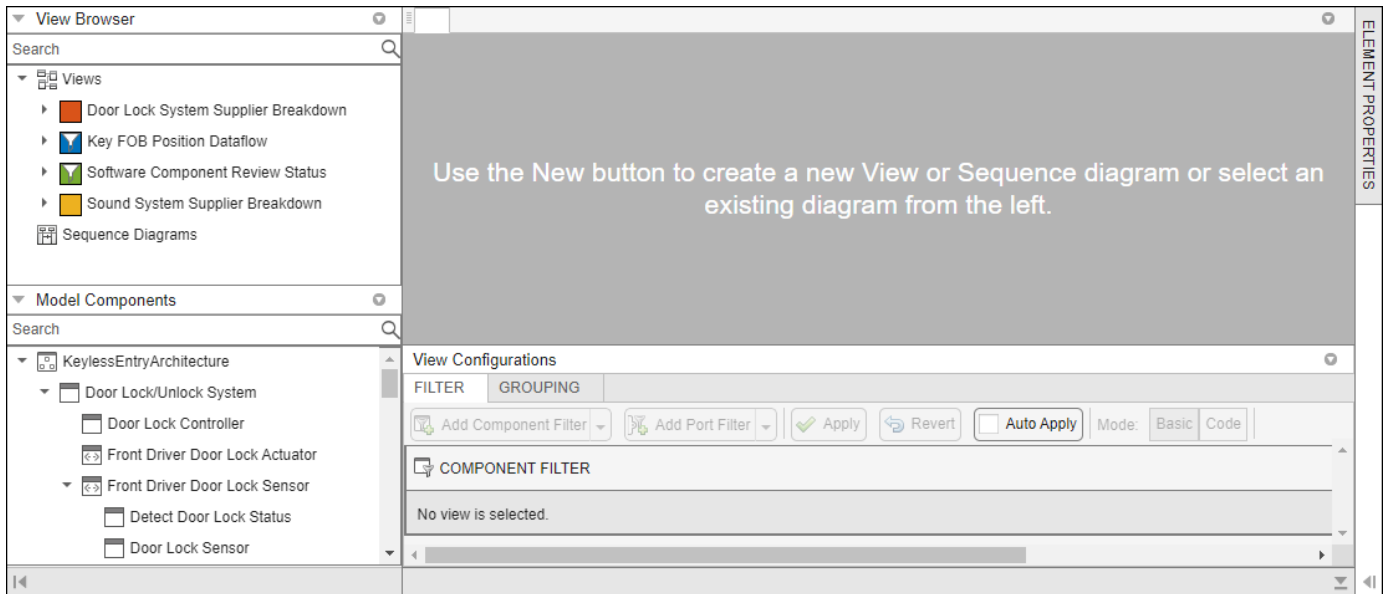 View Browser
Search
Views
Door Lock System Supplier Breakdown
Key FOB Position Dataflow
Software Component Review Status
Sound System Supplier Breakdown
Sequence Diagrams
Model Components
Search
KeylessEntryArchitecture
Door Lock/Unlock System
Door Lock Controller
Front Driver Door Lock Actuator
Front Driver Door Lock Sensor
Detect Door Lock Status
Door Lock Sensor
Use the New button to create a new View or Sequence diagram or select an
existing diagram from the left.
View Configurations
FILTER GROUPING
Add Component Filter Add Port Filter Apply Revert Auto Apply Mode: Basic Code
COMPONENT FILTER
No view is selected.
ELEMENT PROPERTIES